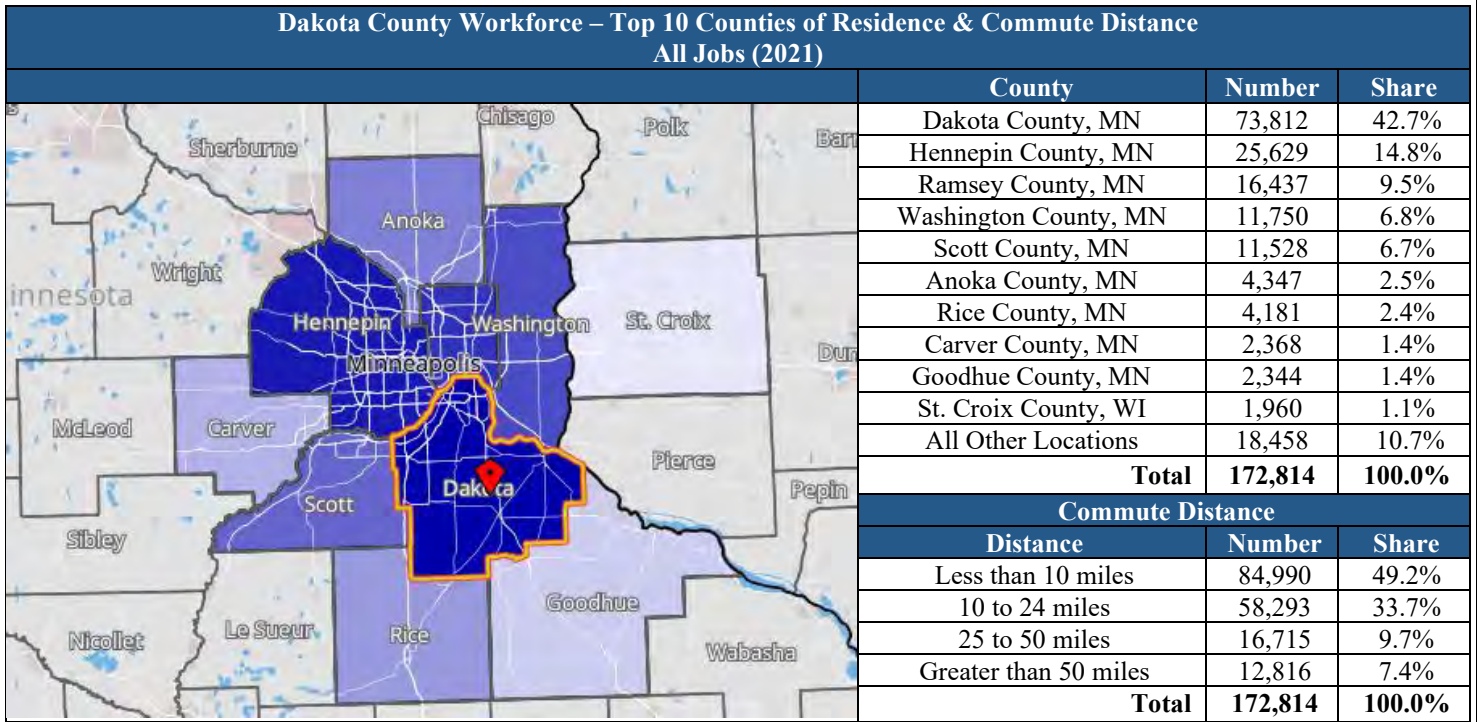 Dakota County Workforce – Top 10 Counties of Residence & Commute Distance
All Jobs (2021)
County Number Share
Dakota County, MN 73,812 42.7%
Hennepin County, MN 25,629 14.8%
Ramsey County, MN 16,437 9.5%
Washington County, MN 11,750 6.8%
Scott County, MN 11,528 6.7%
Anoka County, MN 4,347 2.5%
Rice County, MN 4,181 2.4%
Carver County, MN 2,368 1.4%
Goodhue County, MN 2,344 1.4%
St. Croix County, WI 1,960 1.1%
All Other Locations 18,458 10.7%
Total 172,814 100.0%
Commute Distance
Distance Number Share
Less than 10 miles 84,990 49.2%
10 to 24 miles 58,293 33.7%
25 to 50 miles 16,715 9.7%
Greater than 50 miles 12,816 7.4%
Total 172,814 100.0%
s
Chisago
Polk
Barr
Sherburne
Anoka
Wright
innesota
Hennepin
Washington
St. Croix
Minneapolis
Dun
McLeod
Carver
Pierce
Scott
Dakota
Pepin
Sibley
Goodhue
Nicollet
Le Sueur
Rice
Wabasha